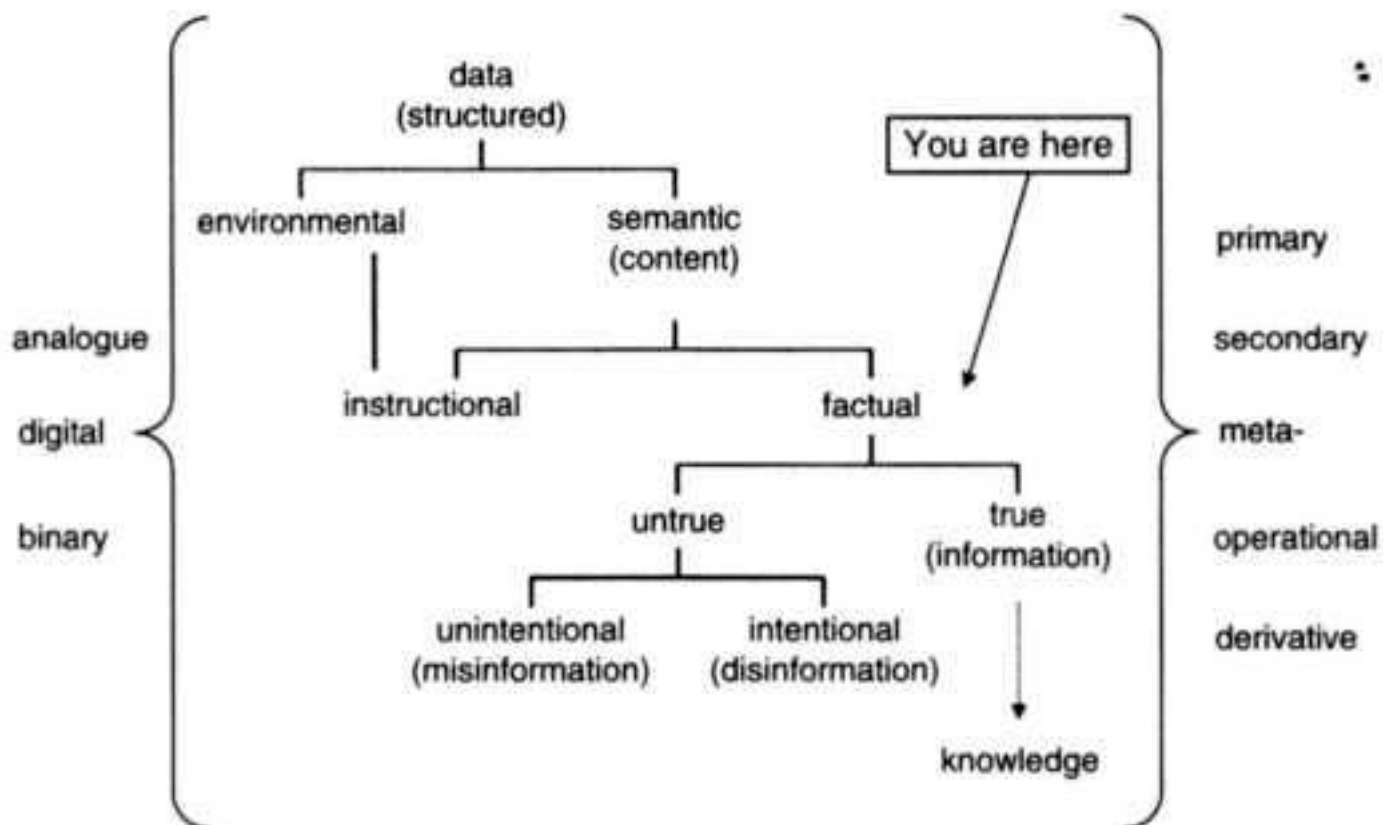 data
(structured)
You are here
environmental
semantic
(content)
primary
analogue
secondary
instructional
factual
digital
meta-
untrue
true
(information)
binary
operational
unintentional
(misinformation)
intentional
(disinformation)
derivative
knowledge